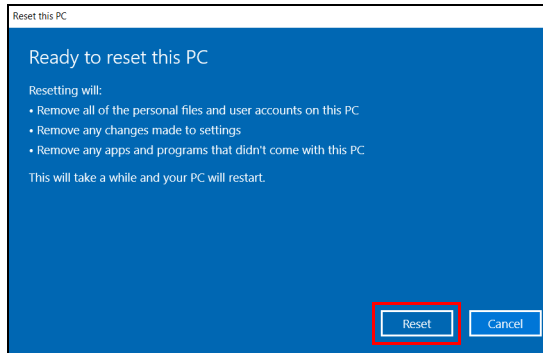 Reset this PC
Ready to reset this PC
Resetting will:
• Remove all of the personal files and user accounts on this PC
• Remove any changes made to settings
• Remove any apps and programs that didn't come with this PC
This will take a while and your PC will restart.
Reset Cancel